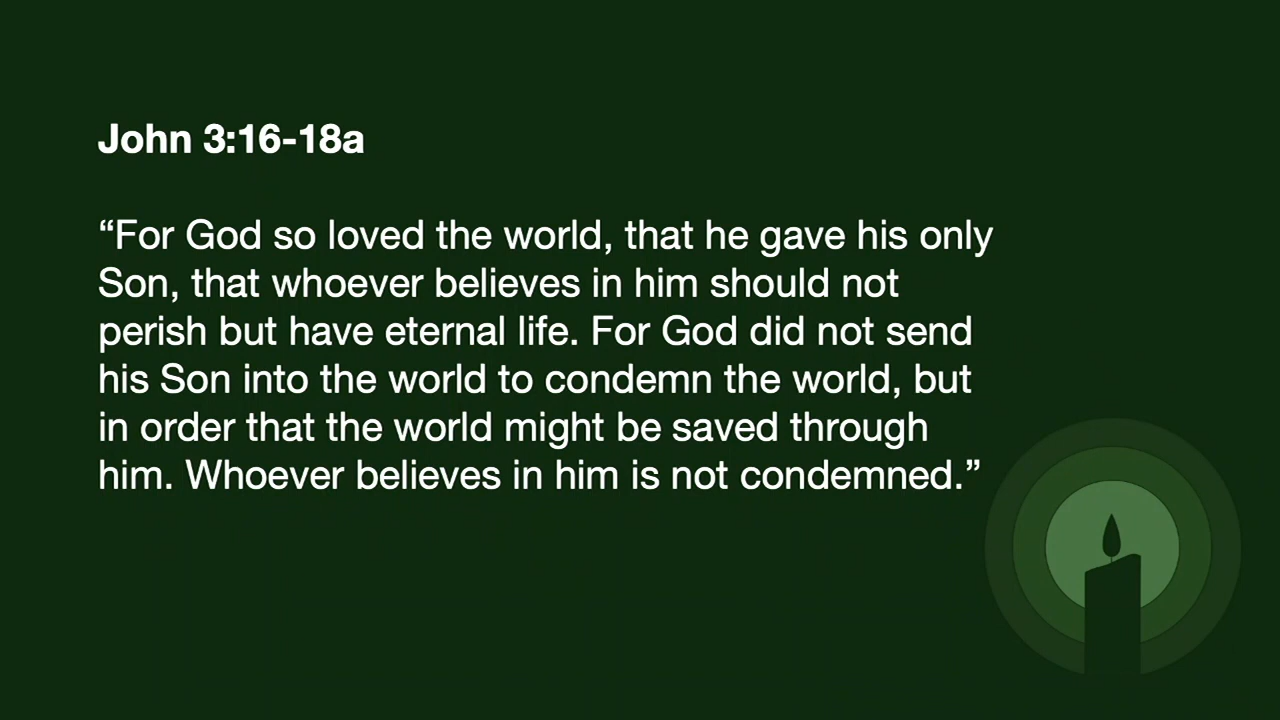 John 3:16-18a
“For God so loved the world, that he gave his only
Son, that whoever believes in him should not
perish but have eternal life. For God did not send
his Son into the world to condemn the world, but
in order that the world might be saved through
him. Whoever believes in him is not condemned.”